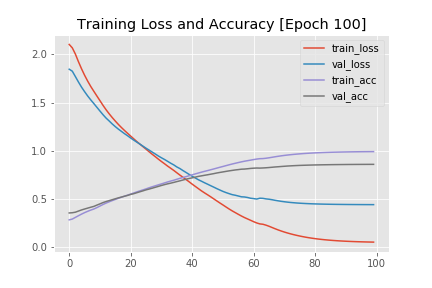 Training Loss and Accuracy [Epoch 100]
train_loss
val_loss
train_acc
val_acc
2.0
1.5
1.0
0.5
0.0
0 20 40 60 80 100